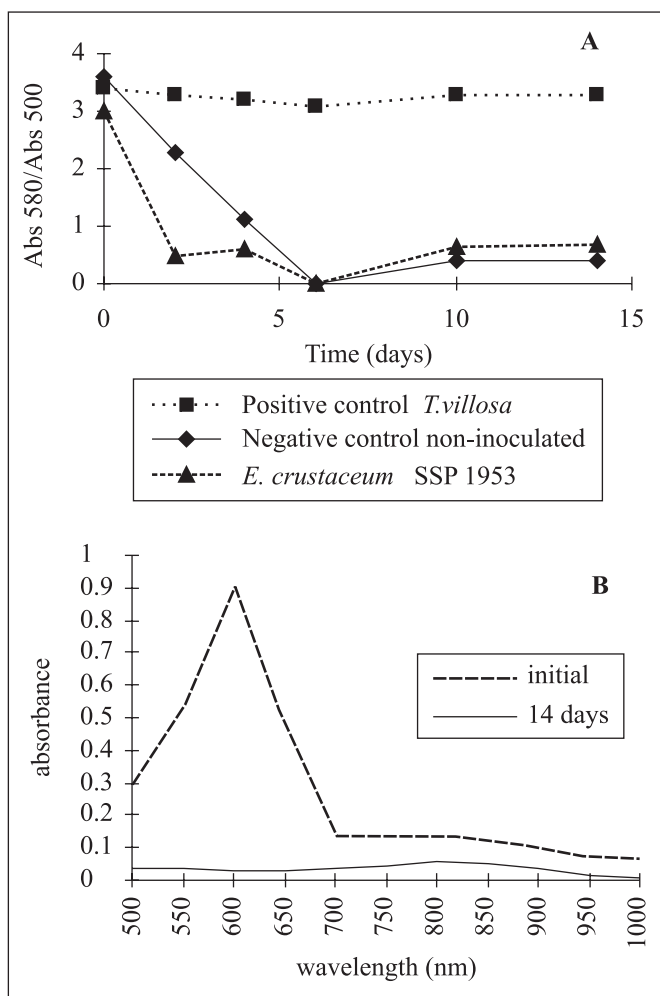 A
4
3
2
1
0
Abs 580/Abs 500
0 5 10 15
Time (days)
Positive control T.villosa
Negative control non-inoculated
E. crustaceum SSP 1953
B
1
0.9
0.8
0.7
0.6
0.5
0.4
0.3
0.2
0.1
0
absorbance
initial
14 days
500 550 600 650 700 750 800 850 900 950 1000
wavelength (nm)